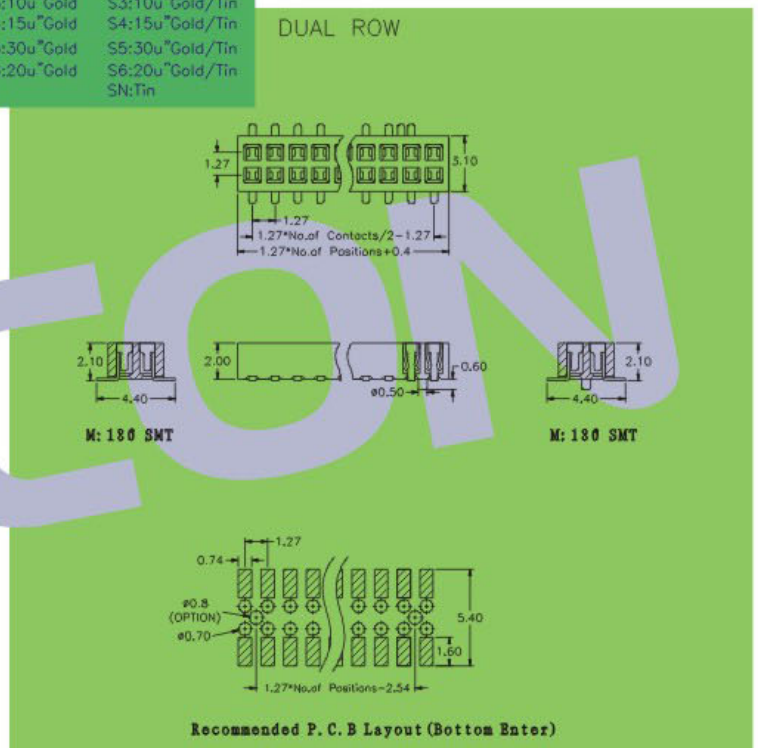 :10u"Gold S3:10u"Gold/Tin
:15u"Gold S4:15u"Gold/Tin
:30u"Gold S5:30u"Gold/Tin
:20u"Gold S6:20u"Gold/Tin
SN:Tin
DUAL ROW
1.27
3.10
1.27
1.27*No.of Contacts/2-1.27
1.27*No.of Positions+0.4
CON
2.10
4.40
M: 180 SMT
2.00
0.60
ø0.50
2.10
4.40
M: 180 SMT
1.27
0.74
ø0.8
(OPTION)
ø0.70
5.40
1.60
1.27*No.of Positions-2.54
Recommended P.C.B Layout(Bottom Enter)